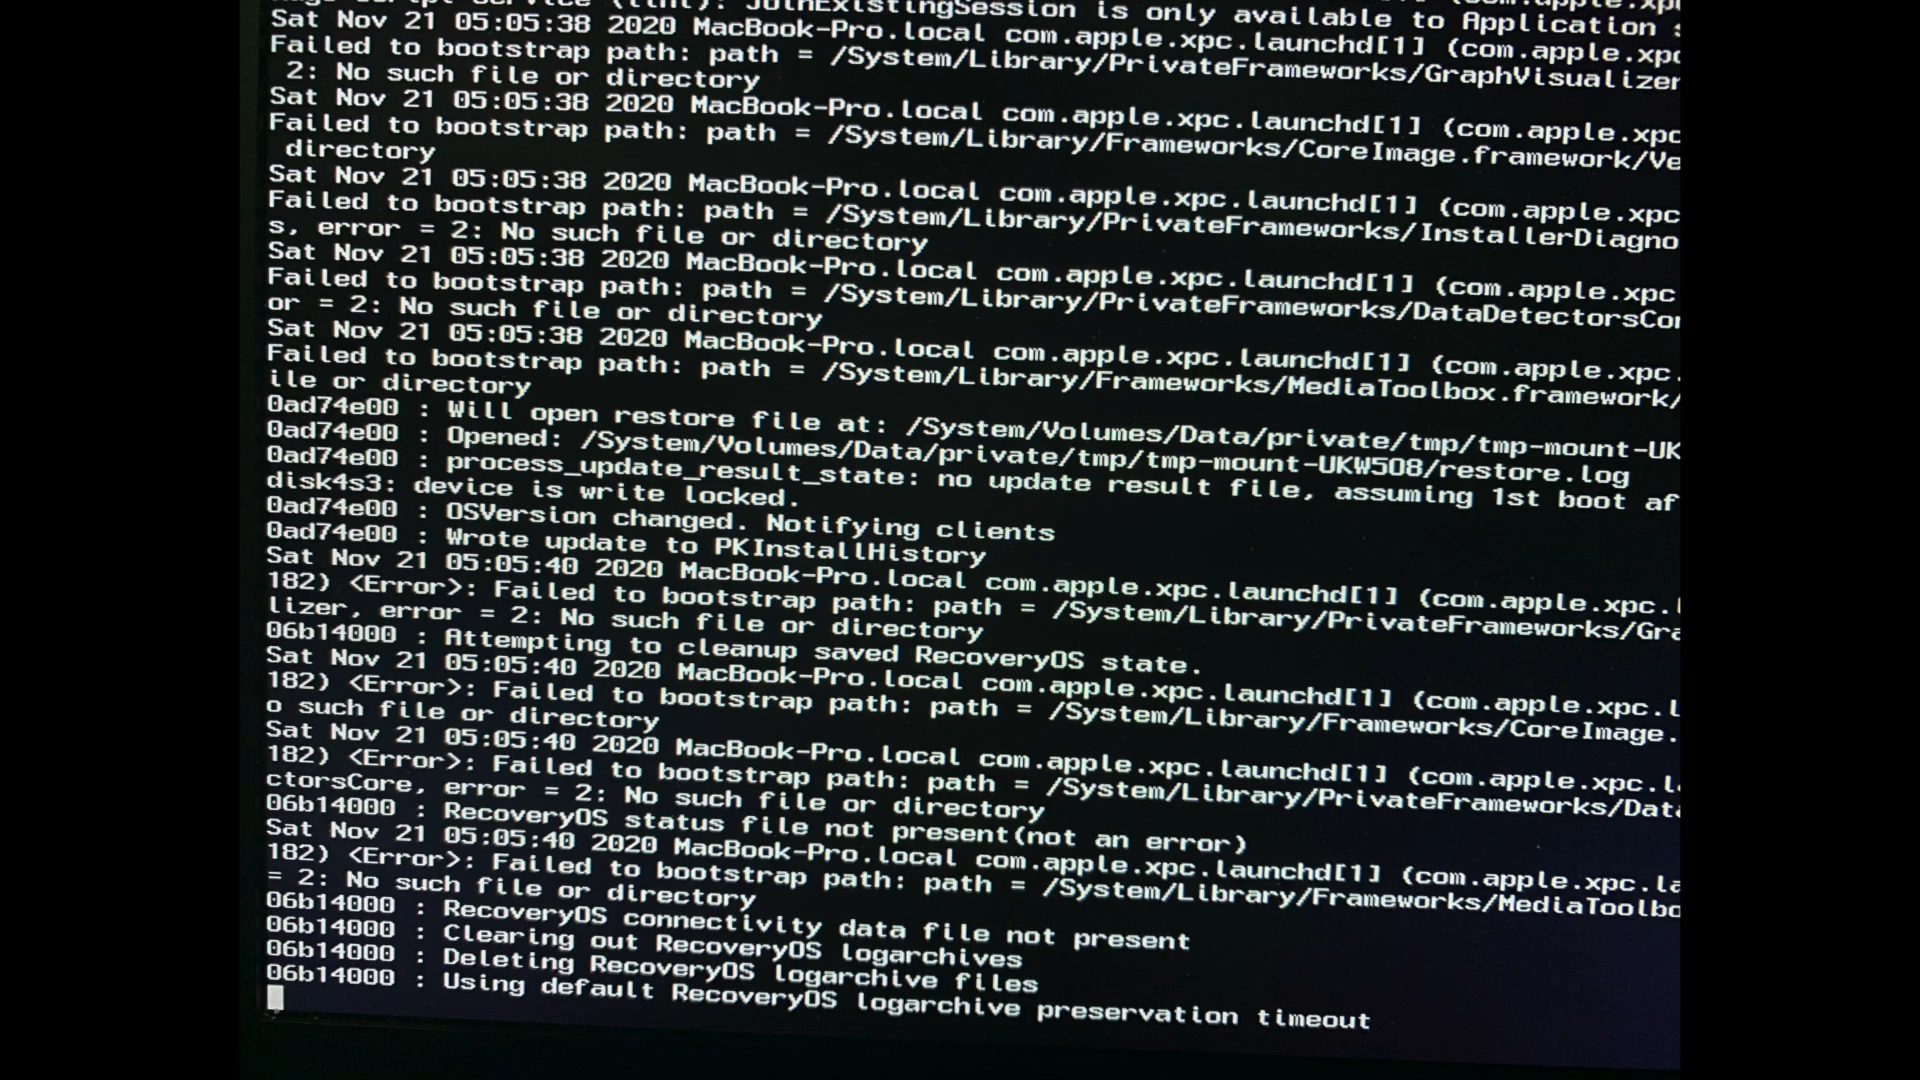 JoinExistingSession is only available to Application
Sat Nov 21 05:05:38 2020 MacBook-Pro.local com.apple.xpc.launchd[1] (com.apple.xpc
Failed to bootstrap path: path = /System/Library/PrivateFrameworks/GraphVisualizer
2: No such file or directory
Sat Nov 21 05:05:38 2020 MacBook-Pro.local com.apple.xpc.launchd[1] (com.apple.xpc
Failed to bootstrap path: path = /System/Library/Frameworks/CoreImage.framework/Ve
directory
Sat Nov 21 05:05:38 2020 MacBook-Pro.local com.apple.xpc.launchd[1] (com.apple.xpc
Failed to bootstrap path: path = /System/Library/PrivateFrameworks/InstallerDiagno
s, error = 2: No such file or directory
Sat Nov 21 05:05:38 2020 MacBook-Pro.local com.apple.xpc.launchd[1] (com.apple.xpc
Failed to bootstrap path: path = /System/Library/PrivateFrameworks/DataDetectorsCor
or = 2: No such file or directory
Sat Nov 21 05:05:38 2020 MacBook-Pro.local com.apple.xpc.launchd[1] (com.apple.xpc.
Failed to bootstrap path: path = /System/Library/Frameworks/MediaToolbox.framework/
ile or directory
0ad74e00 : Will open restore file at: /System/Volumes/Data/private/tmp/tmp-mount-UK
0ad74e00 : Opened: /System/Volumes/Data/private/tmp/tmp-mount-UKW508/restore.log
0ad74e00 : process_update_result_state: no update result file, assuming 1st boot af
disk4s3: device is write locked.
0ad74e00 : OSVersion changed. Notifying clients
0ad74e00 : Wrote update to PKInstallHistory
Sat Nov 21 05:05:40 2020 MacBook-Pro.local com.apple.xpc.launchd[1] (com.apple.xpc.l
182) <Error>: Failed to bootstrap path: path = /System/Library/PrivateFrameworks/Gra
lizer, error = 2: No such file or directory
06b14000 : Attempting to cleanup saved RecoveryOS state.
Sat Nov 21 05:05:40 2020 MacBook-Pro.local com.apple.xpc.launchd[1] (com.apple.xpc.l
182) <Error>: Failed to bootstrap path: path = /System/Library/Frameworks/CoreImage.
o such file or directory
Sat Nov 21 05:05:40 2020 MacBook-Pro.local com.apple.xpc.launchd[1] (com.apple.xpc.l
182) <Error>: Failed to bootstrap path: path = /System/Library/PrivateFrameworks/Data
ctorsCore, error = 2: No such file or directory
06b14000 : RecoveryOS status file not present(not an error)
Sat Nov 21 05:05:40 2020 MacBook-Pro.local com.apple.xpc.launchd[1] (com.apple.xpc.la
182) <Error>: Failed to bootstrap path: path = /System/Library/Frameworks/MediaToolbo
= 2: No such file or directory
06b14000 : RecoveryOS connectivity data file not present
06b14000 : Clearing out RecoveryOS logarchives
06b14000 : Deleting RecoveryOS logarchive files
06b14000 : Using default RecoveryOS logarchive preservation timeout